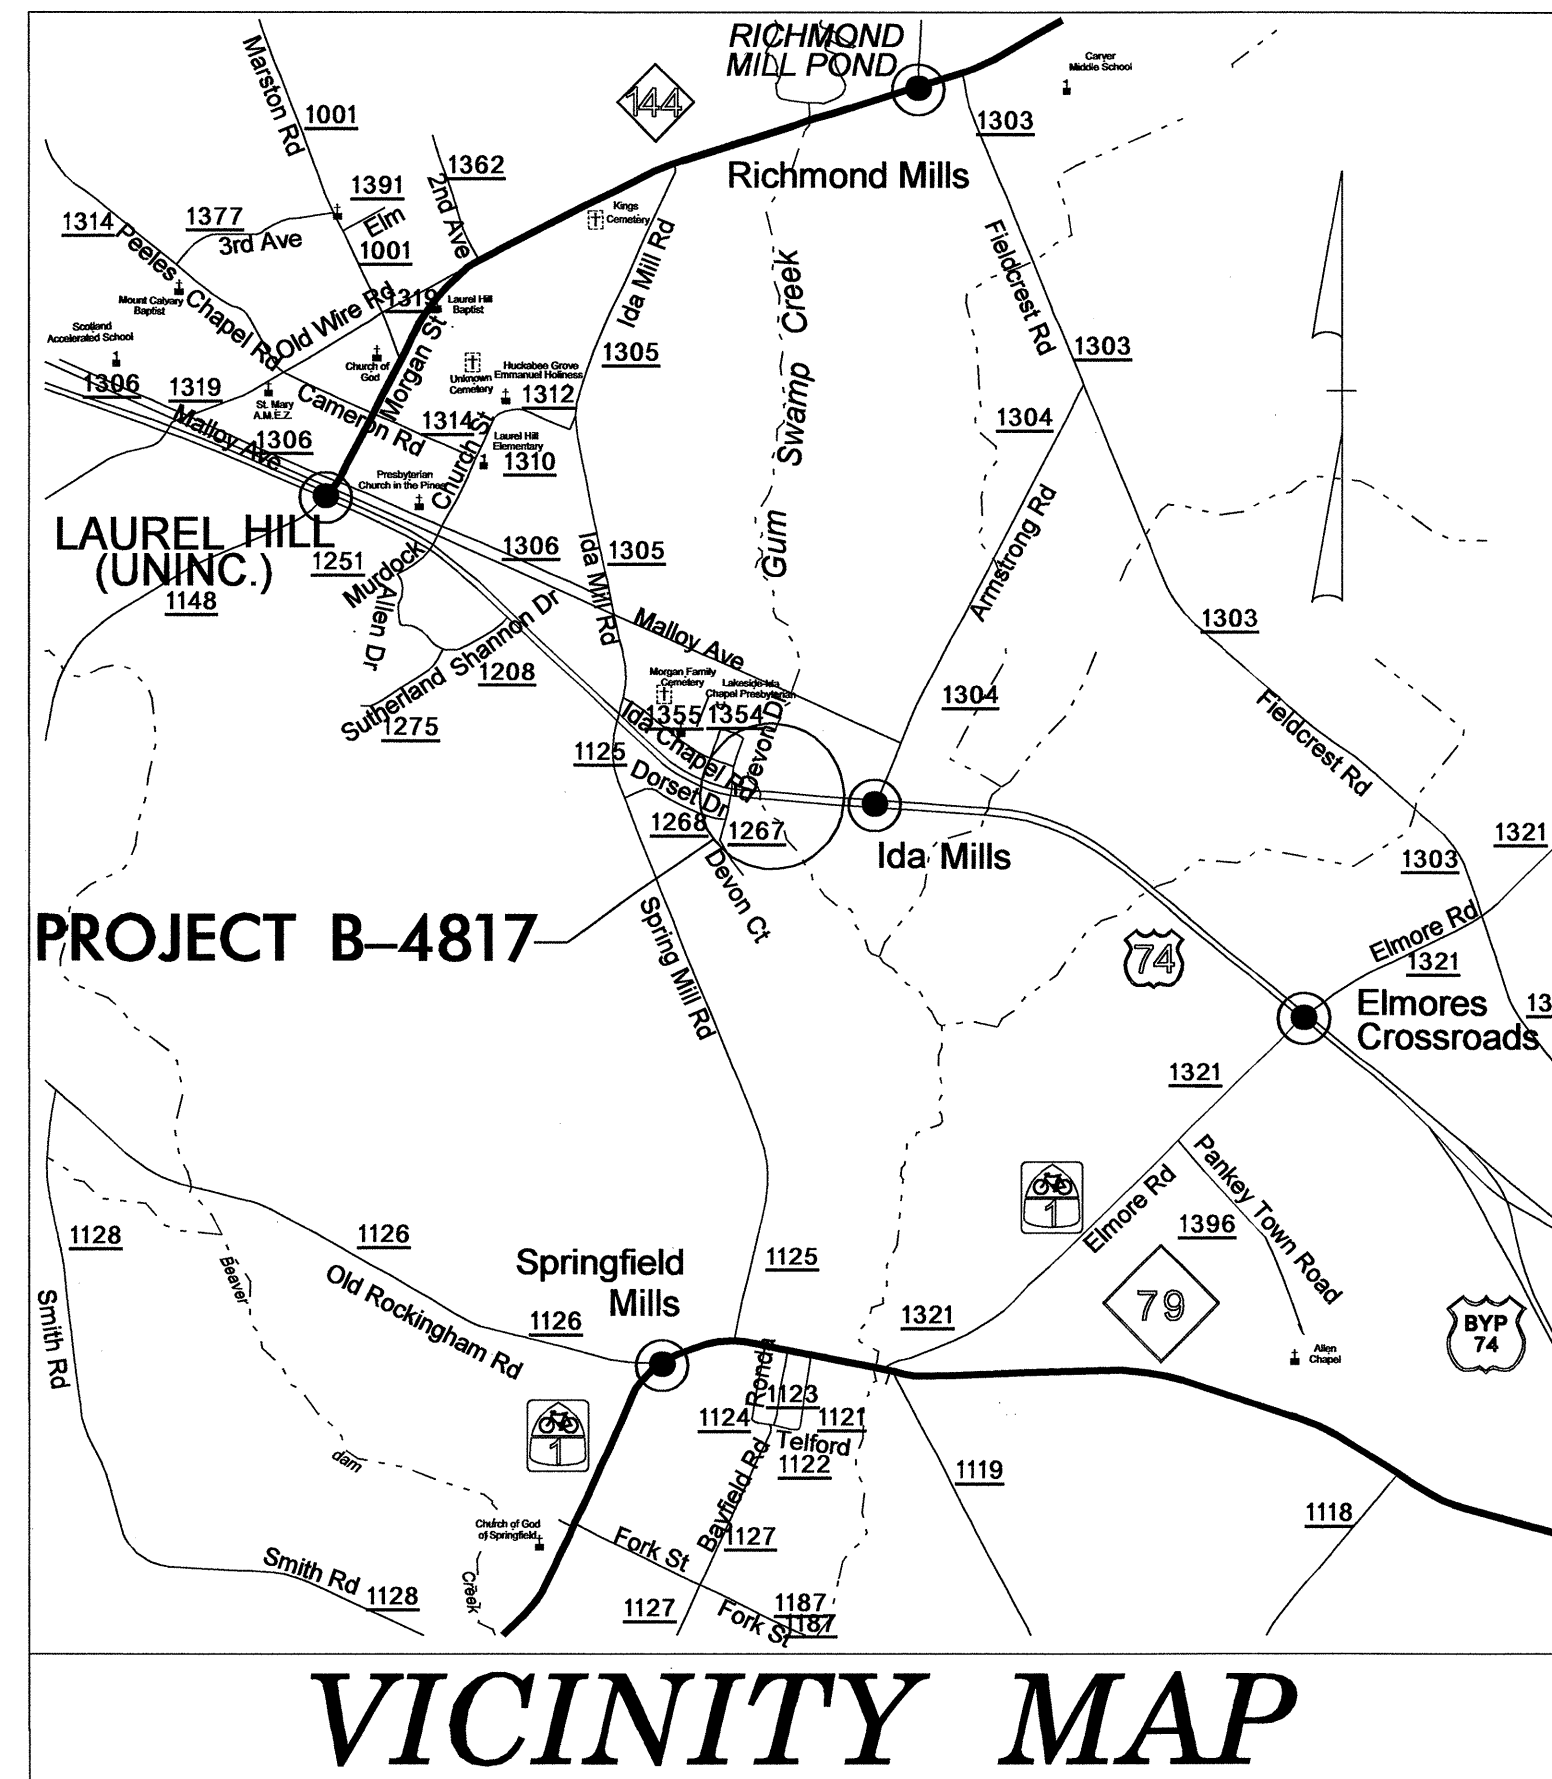 RICHMOND
MILL POND
Carver
Middle School
Marston Rd
1001
144
1303
Richmond Mills
1362
2nd Ave
1391
Elm
1377
3rd Ave
1314
Peeles Chapel Rd
1001
Kings
Cemetery
Ida Mill Rd
Fieldcrest Rd
Gum Swamp Creek
Mount Calvary
Baptist
Old Wire Rd
1319
Laurel Hill
Baptist
Morgan St
Scotland
Accelerated School
Church of
God
Unknown
Cemetery
Huckabee Grove
Emmanuel Holiness
1305
1303
1306
1319
St. Mary
A.M.E.Z.
Cameron Rd
1314
1312
1304
Malloy Ave
1306
Church St
Laurel Hill
Elementary
1310
Presbyterian
Church in the Pines
LAUREL HILL
(UNINC.)
1251
Murdock
1306
1305
Ida Mill Rd
Armstrong Rd
1148
Allen Dr
Malloy Ave
1303
Sutherland
Shannon Dr
1208
1275
Morgan Family
Cemetery
Lakeside-Ida
Chapel Presbyterian
1304
1355
1354
Devon Dr
Ida Chapel Rd
Fieldcrest Rd
1125
Dorset Dr
1268
1267
Ida Mills
1321
1303
Devon Ct
PROJECT B-4817
Spring Mill Rd
74
Elmore Rd
1321
Elmores
Crossroads
13
1321
Pankey Town Road
1
Elmore Rd
1396
1128
1126
Springfield
Mills
1125
Beaver
Old Rockingham Rd
1126
Smith Rd
1321
79
BYP
74
Allen
Chapel
1
Ronda
1123
1124
1121
Telford
1122
dam
Bayfield Rd
1119
1118
Church of God
of Springfield
Fork St
1127
Smith Rd
1128
Creek
1127
Fork St
1187
1187
VICINITY MAP